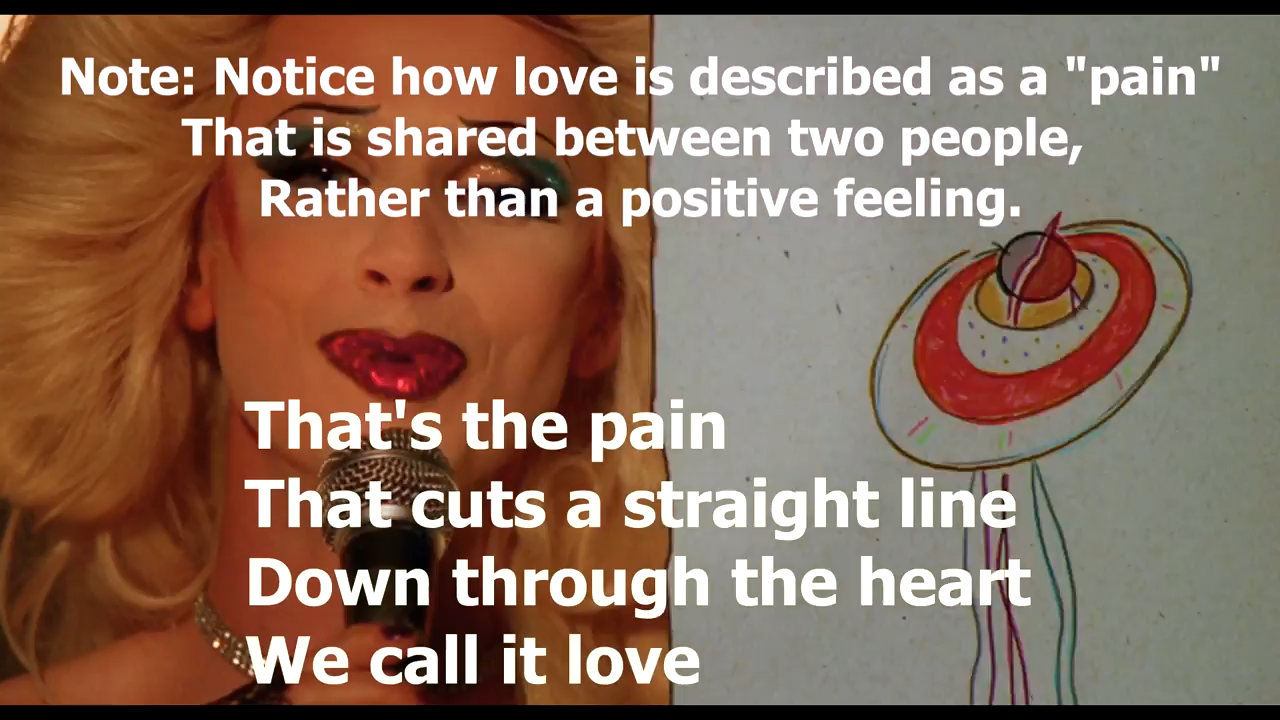 Note: Notice how love is described as a "pain"
That is shared between two people,
Rather than a positive feeling.
That's the pain
That cuts a straight line
Down through the heart
We call it love